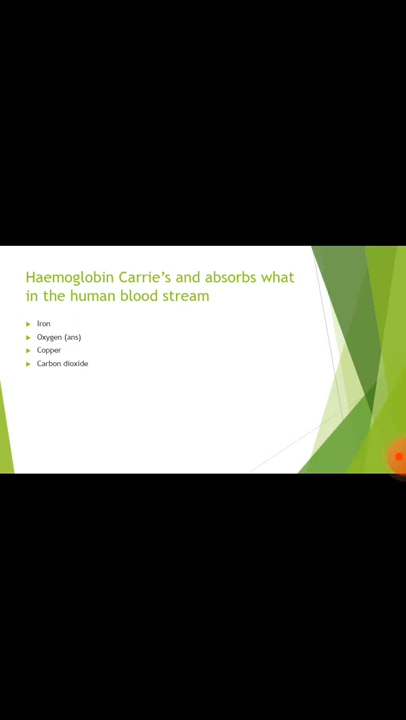 Haemoglobin Carrie's and absorbs what
in the human blood stream
Iron
Oxygen (ans)
Copper
Carbon dioxide